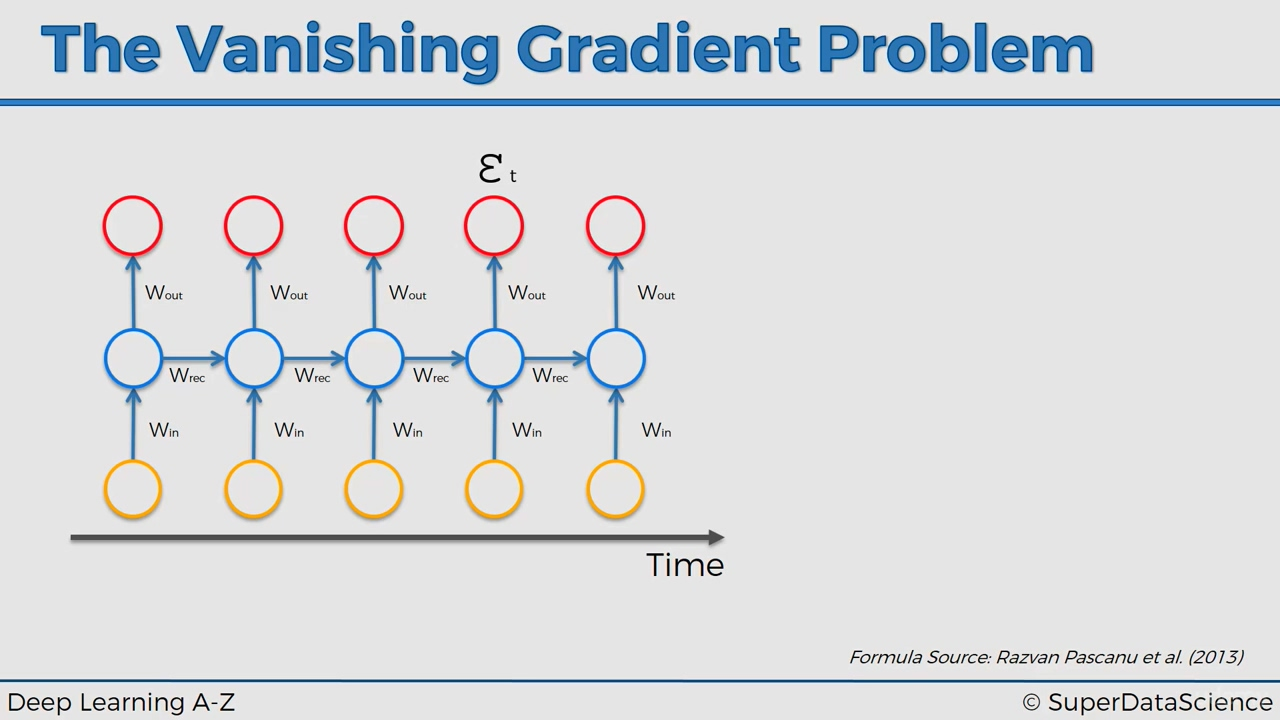 The Vanishing Gradient Problem
Ɛ t
Wout Wout Wout Wout Wout
Wrec Wrec Wrec Wrec
Win Win Win Win Win
Time
Formula Source: Razvan Pascanu et al. (2013)
Deep Learning A-Z
© SuperDataScience